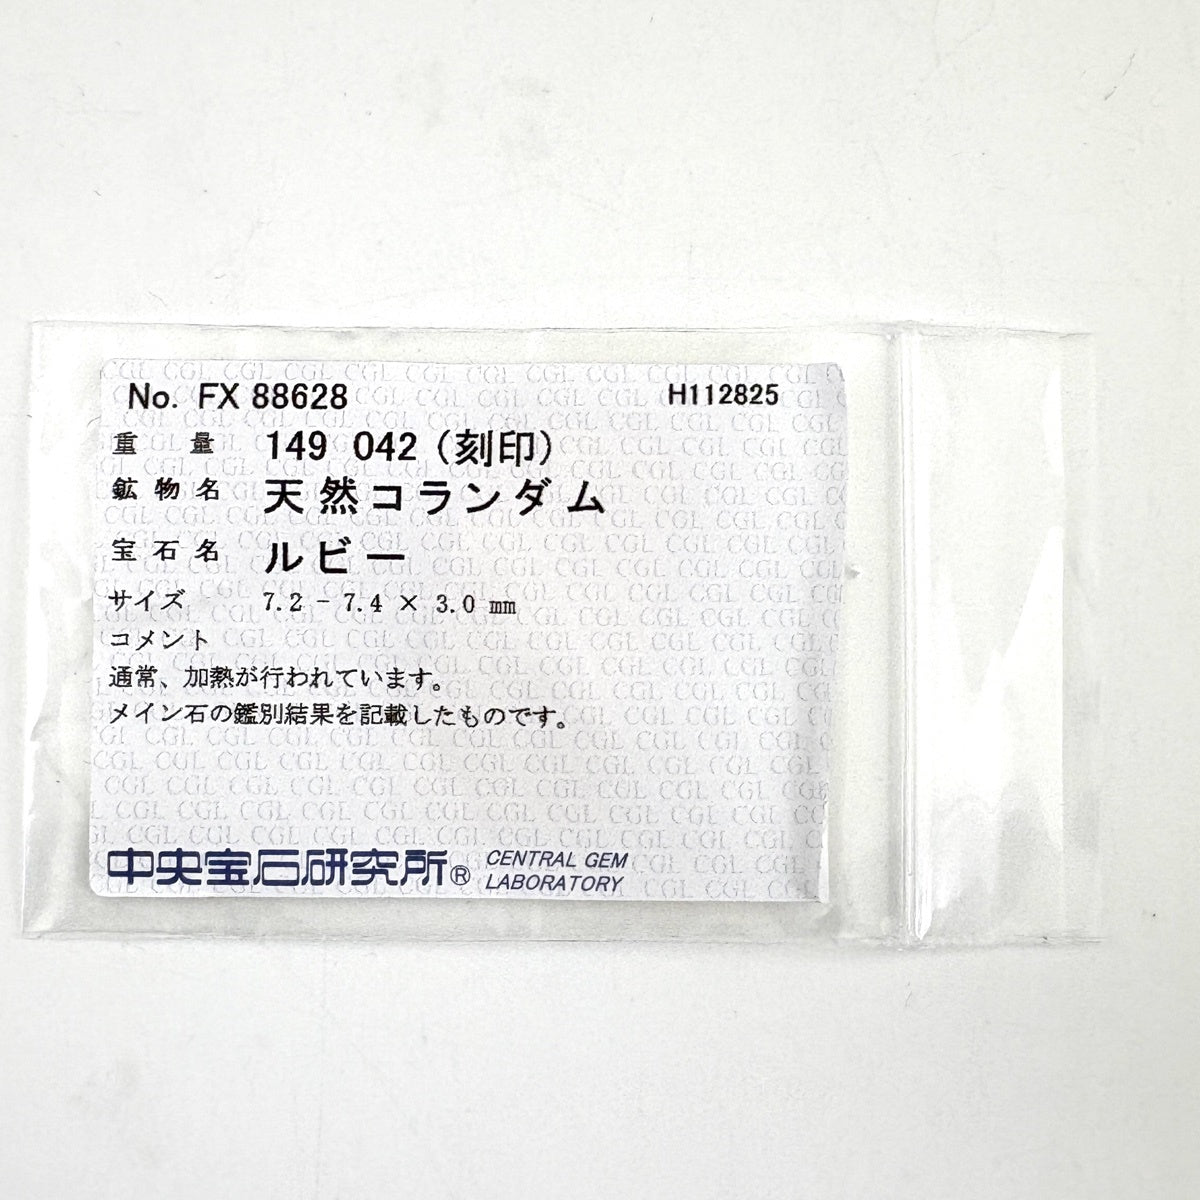 No. FX 88628 H112825
重 量 149 042 (刻印)
鉱 物 名 天然コランダム
宝 石 名 ルビー
サイズ 7.2 - 7.4 × 3.0 mm
コメント
通常、加熱が行われています。
メイン石の鑑別結果を記載したものです。
中央宝石研究所® CENTRAL GEM
LABORATORY